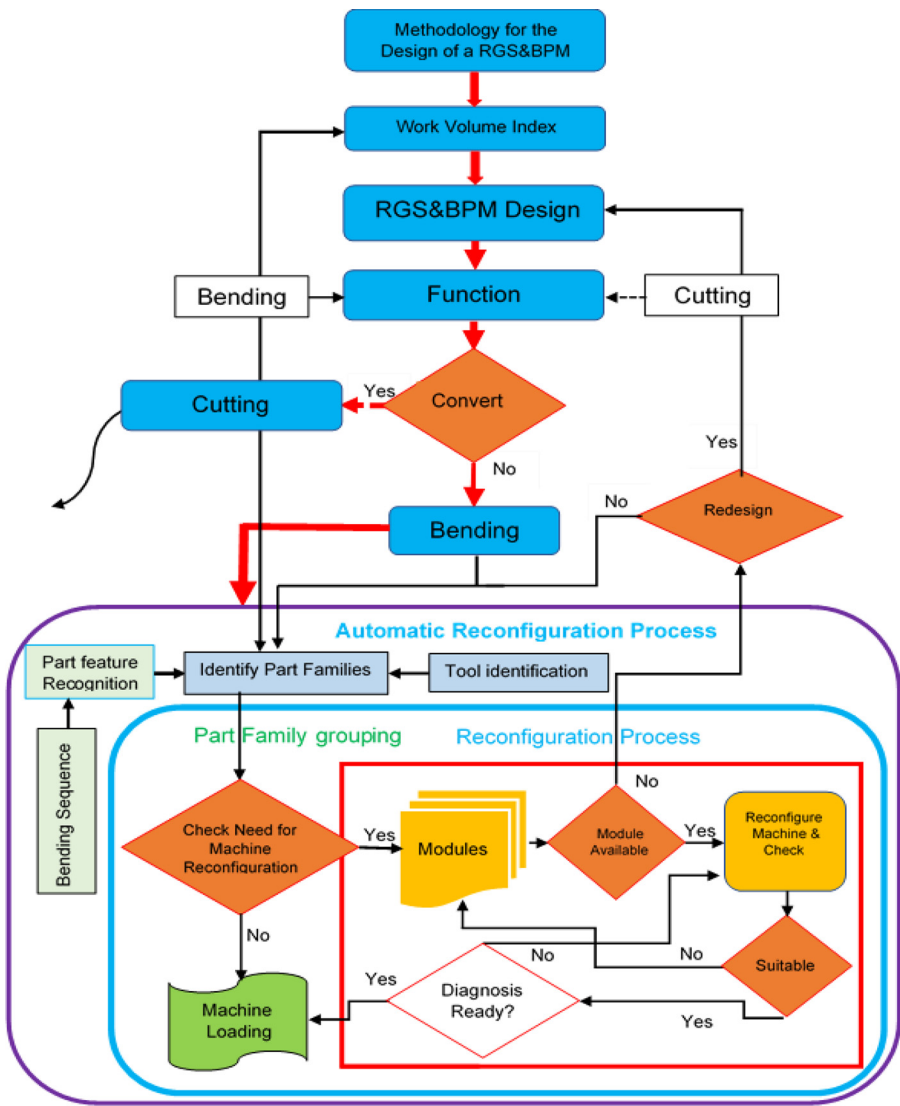 Methodology for the
Design of a RGS&BPM
Work Volume Index
RGS&BPM Design
Bending
Function
Cutting
Yes
Convert
Cutting
Yes
No
No
Redesign
Bending
Automatic Reconfiguration Process
Part feature
Recognition
Identify Part Families
Tool identification
Bending Sequence
Part Family grouping
Reconfiguration Process
No
Check Need for
Machine
Reconfiguration
Yes
Modules
Module
Available
Yes
Reconfigure
Machine &
Check
No
No
No
Suitable
Yes
Diagnosis
Ready?
Yes
Machine
Loading